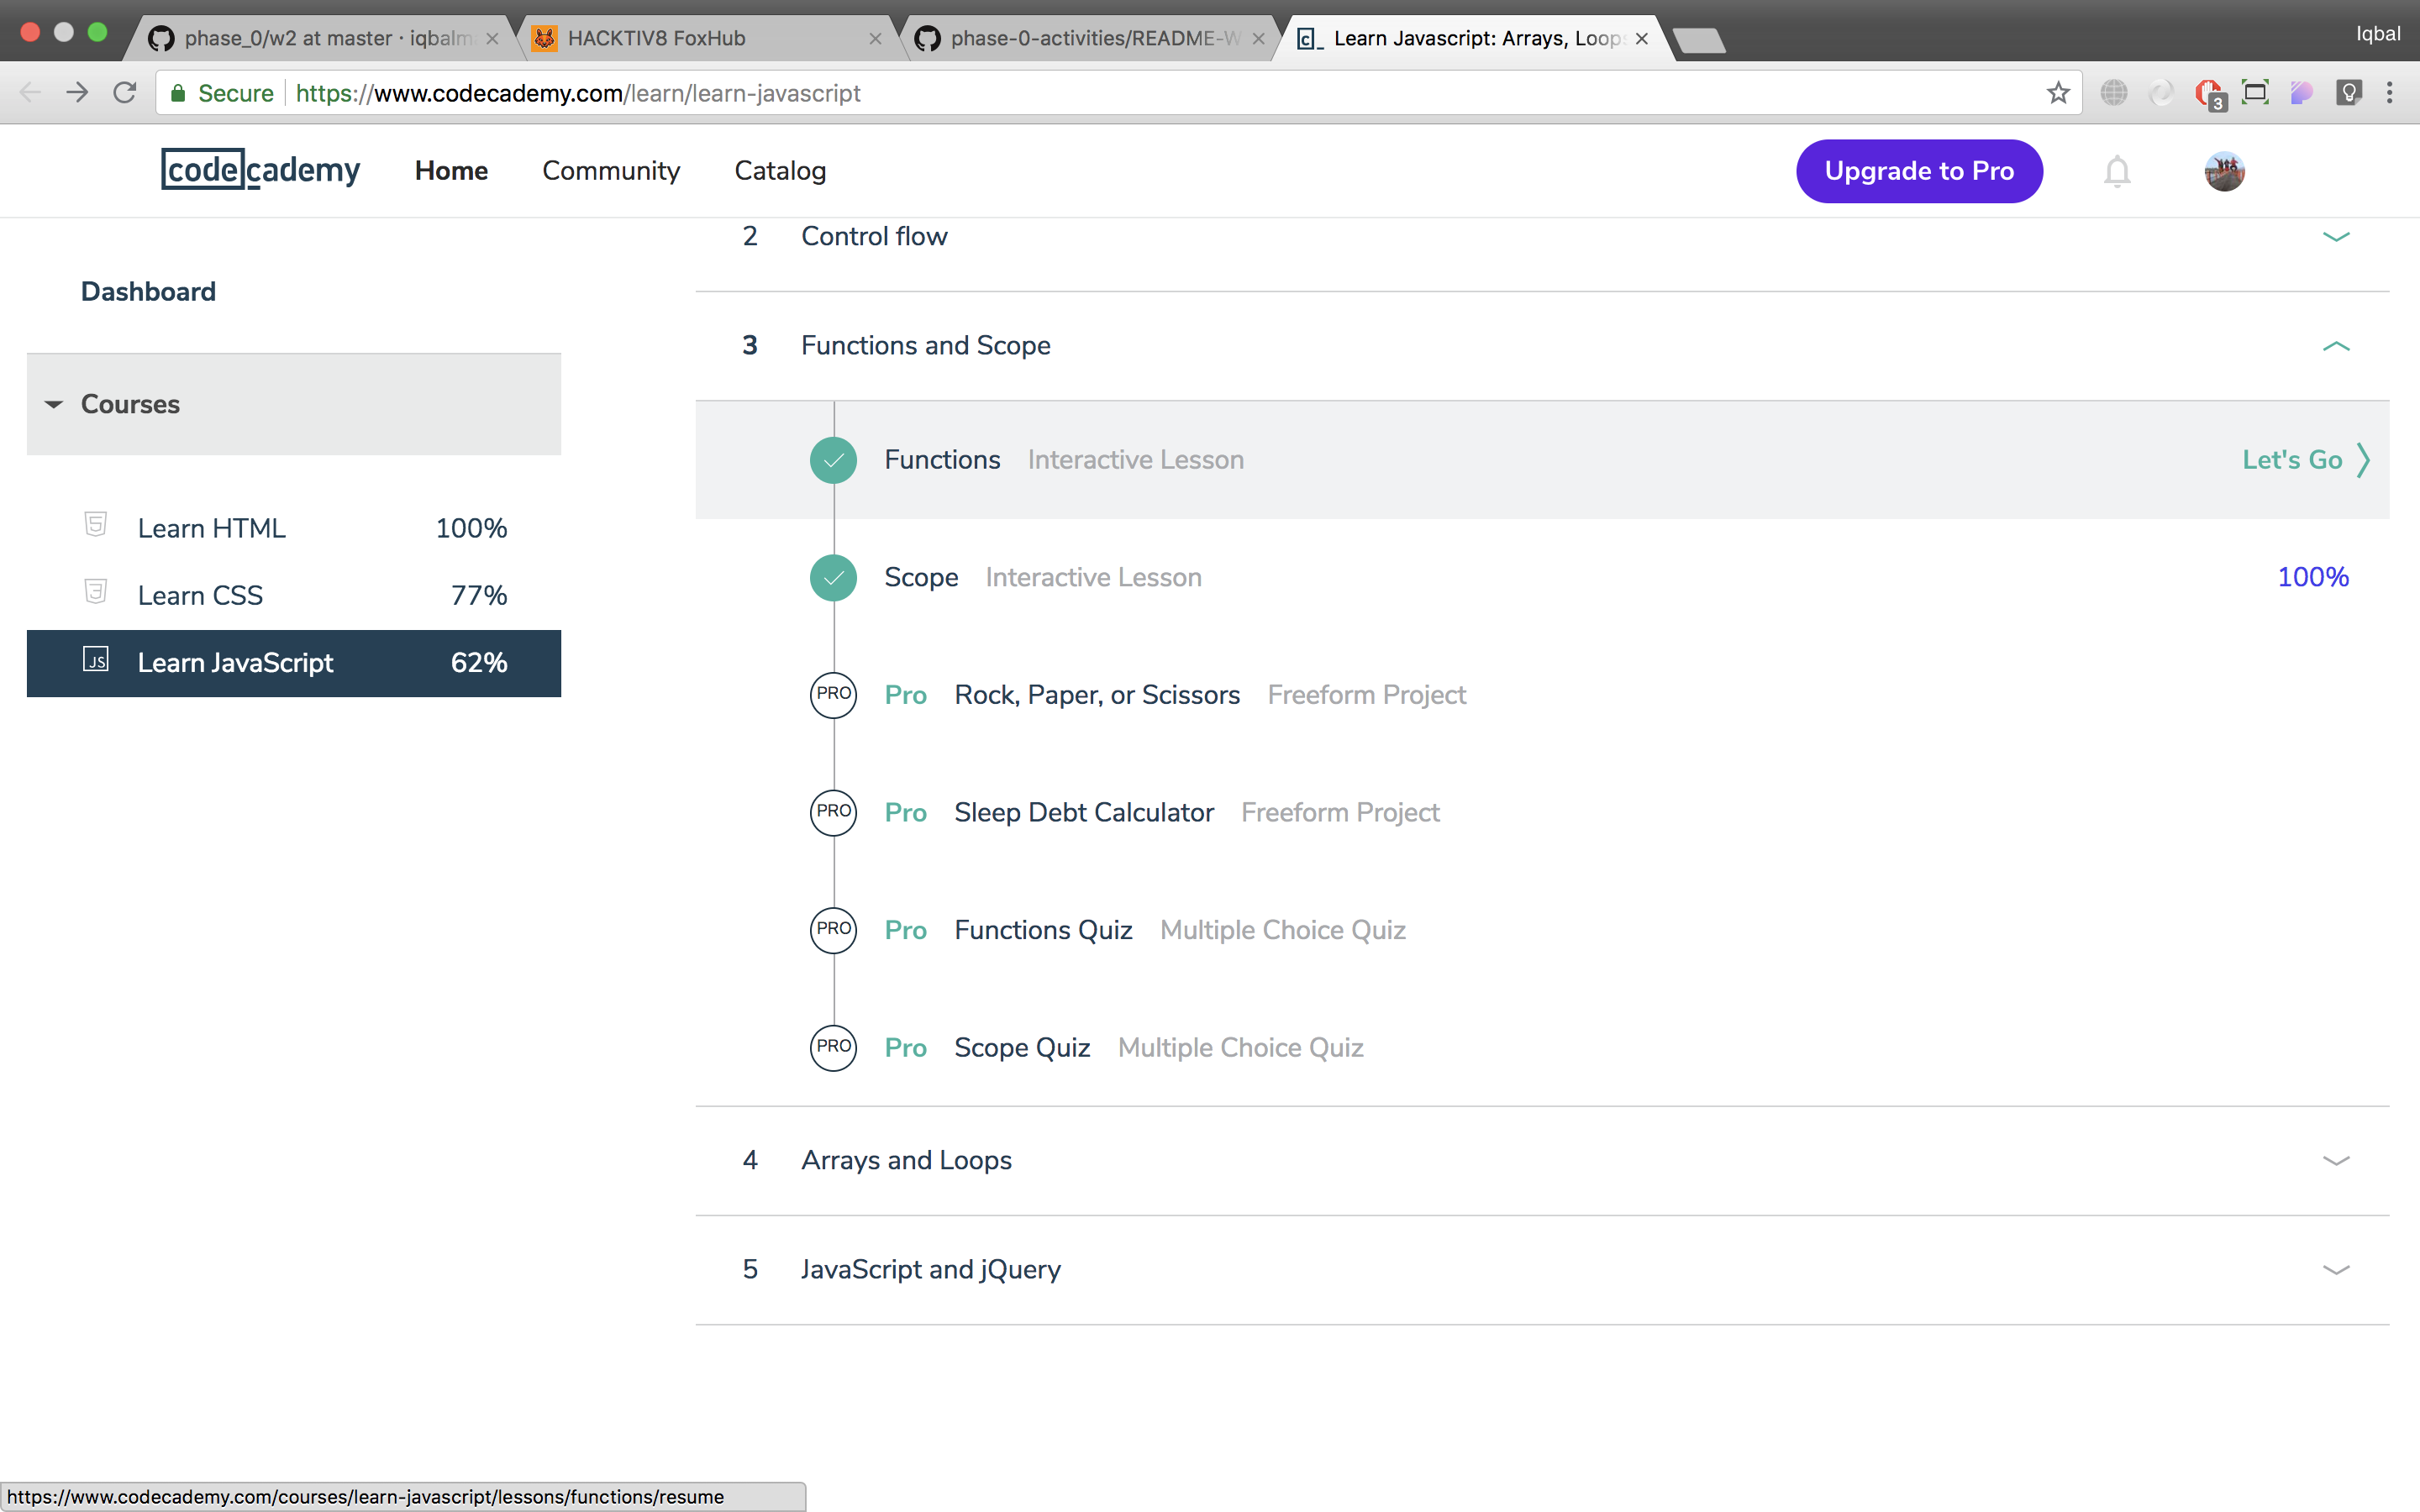 phase_0/w2 at master · iqbalm
HACKTIV8 FoxHub
phase-0-activities/README-W
Learn Javascript: Arrays, Loops
Iqbal
Secure https://www.codecademy.com/learn/learn-javascript
3
codecademy Home Community Catalog Upgrade to Pro
2 Control flow
Dashboard
3 Functions and Scope
Courses
Functions Interactive Lesson Let's Go
Learn HTML 100%
Scope Interactive Lesson 100%
Learn CSS 77%
JS Learn JavaScript 62%
PRO Pro Rock, Paper, or Scissors Freeform Project
PRO Pro Sleep Debt Calculator Freeform Project
PRO Pro Functions Quiz Multiple Choice Quiz
PRO Pro Scope Quiz Multiple Choice Quiz
4 Arrays and Loops
5 JavaScript and jQuery
https://www.codecademy.com/courses/learn-javascript/lessons/functions/resume